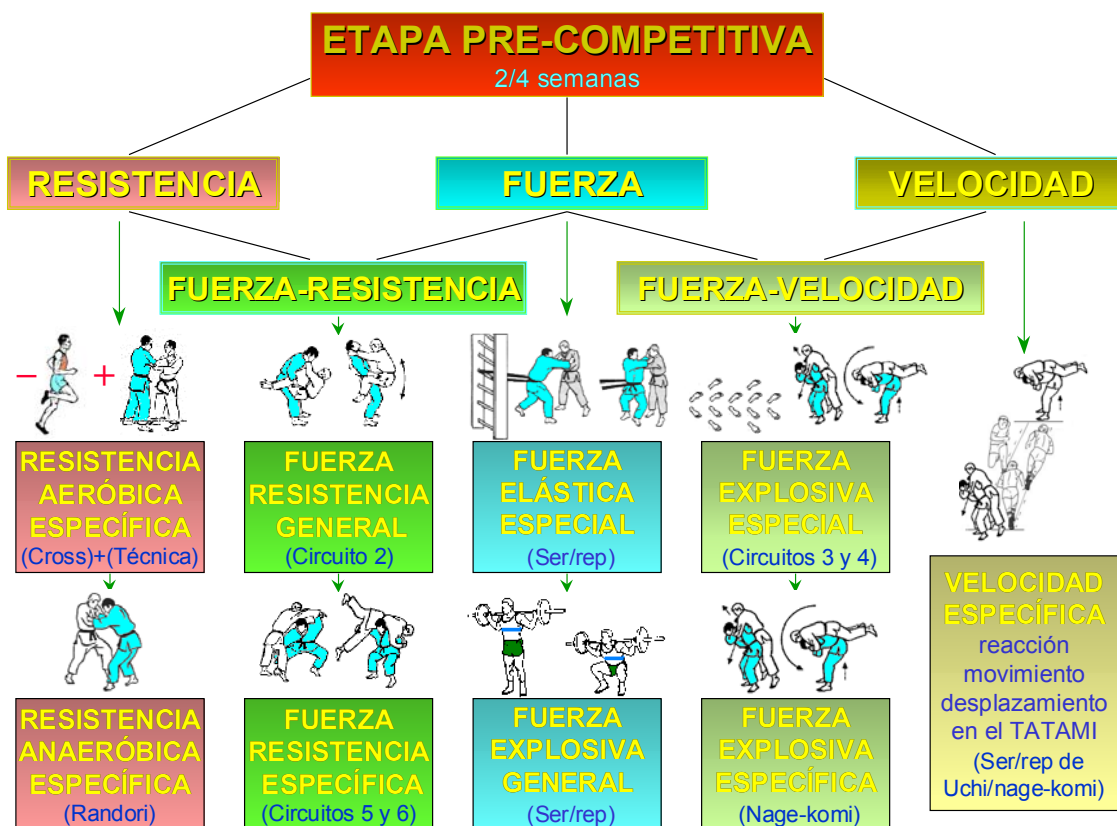 ETAPA PRE-COMPETITIVA
2/4 semanas
RESISTENCIA
FUERZA
VELOCIDAD
FUERZA-RESISTENCIA
FUERZA-VELOCIDAD
– +
RESISTENCIA
AERÓBICA
ESPECÍFICA
(Cross)+(Técnica)
FUERZA
RESISTENCIA
GENERAL
(Circuito 2)
FUERZA
ELÁSTICA
ESPECIAL
(Ser/rep)
FUERZA
EXPLOSIVA
ESPECIAL
(Circuitos 3 y 4)
VELOCIDAD
ESPECÍFICA
reacción
movimiento
desplazamiento
en el TATAMI
(Ser/rep de
Uchi/nage-komi)
RESISTENCIA
ANAERÓBICA
ESPECÍFICA
(Randori)
FUERZA
RESISTENCIA
ESPECÍFICA
(Circuitos 5 y 6)
FUERZA
EXPLOSIVA
GENERAL
(Ser/rep)
FUERZA
EXPLOSIVA
ESPECÍFICA
(Nage-komi)